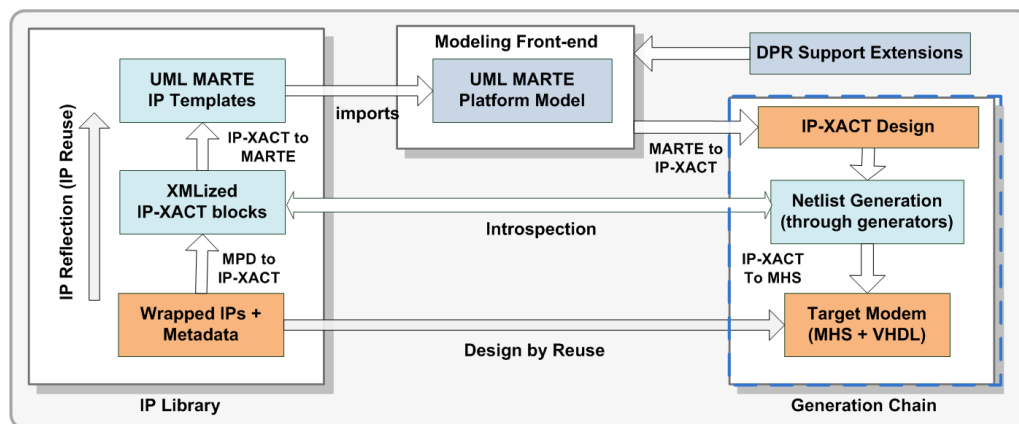 Modeling Front-end
UML MARTE
IP Templates
imports
UML MARTE
Platform Model
DPR Support Extensions
IP Reflection (IP Reuse)
IP-XACT to
MARTE
MARTE to
IP-XACT
IP-XACT Design
XMLized
IP-XACT blocks
Introspection
Netlist Generation
(through generators)
MPD to
IP-XACT
IP-XACT
To MHS
Wrapped IPs +
Metadata
Design by Reuse
Target Modem
(MHS + VHDL)
IP Library
Generation Chain